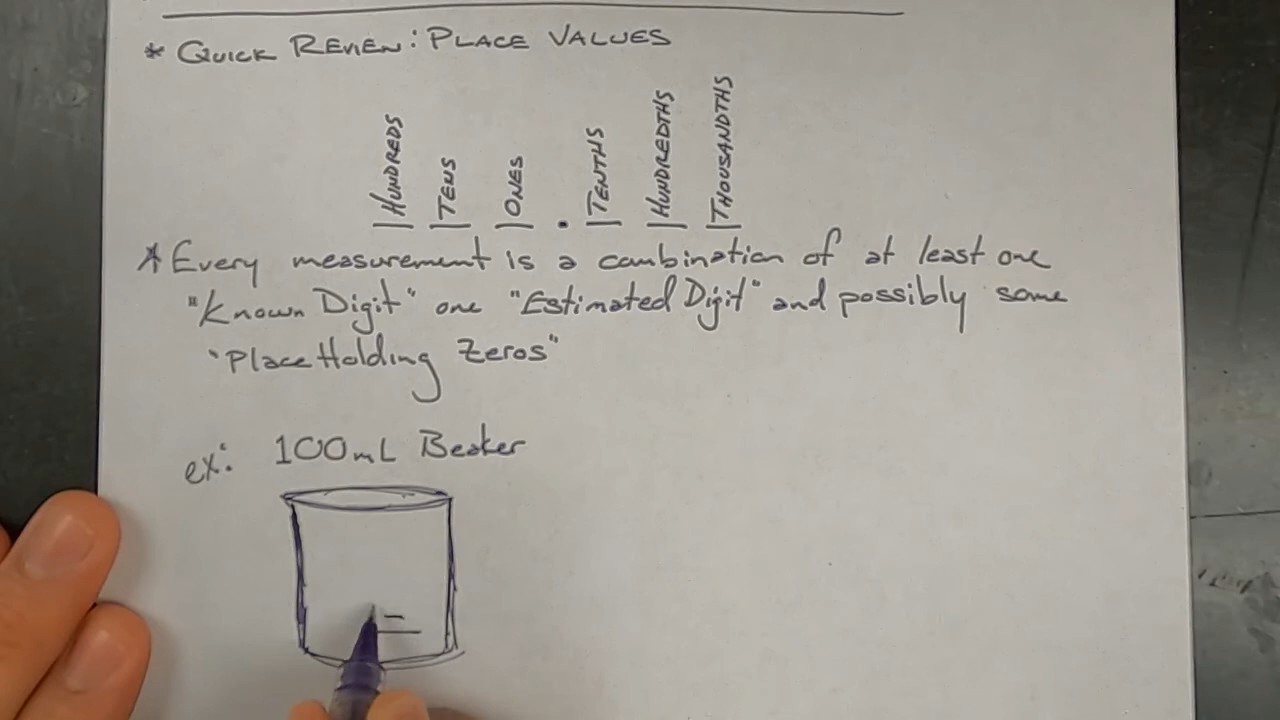 * QUICK REVIEW: PLACE VALUES
HUNDREDS TENS ONES . TENTHS HUNDREDTHS THOUSANDTHS
* Every measurement is a combination of at least one
"Known Digit" one "Estimated Digit" and possibly some
"Place Holding Zeros"
ex: 100mL Beaker